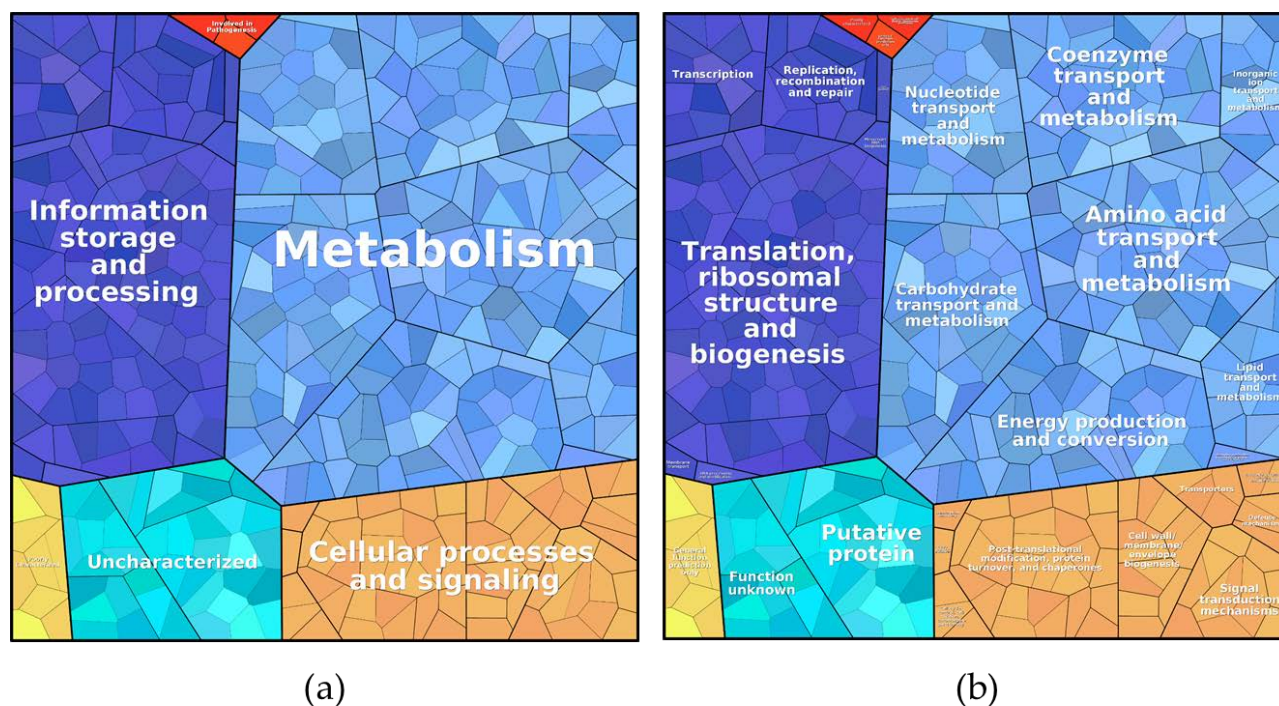 Involved in
Pathogenesis
Information
storage
and
processing
Metabolism
Uncharacterized
Cellular processes
and signaling
(a)
Transcription
Replication,
recombination
and repair
Nucleotide
transport
and
metabolism
Coenzyme
transport
and
metabolism
Inorganic
ion
transport
and
metabolism
Translation,
ribosomal
structure
and
biogenesis
Carbohydrate
transport and
metabolism
Amino acid
transport
and
metabolism
Lipid
transport
and
metabolism
Energy production
and conversion
Membrane
transport
General
function
prediction
only
Function
unknown
Putative
protein
Post-translational
modification, protein
turnover, and chaperones
Cell wall/
membrane/
envelope
biogenesis
Transporters
Defense
mechanisms
Signal
transduction
mechanisms
(b)